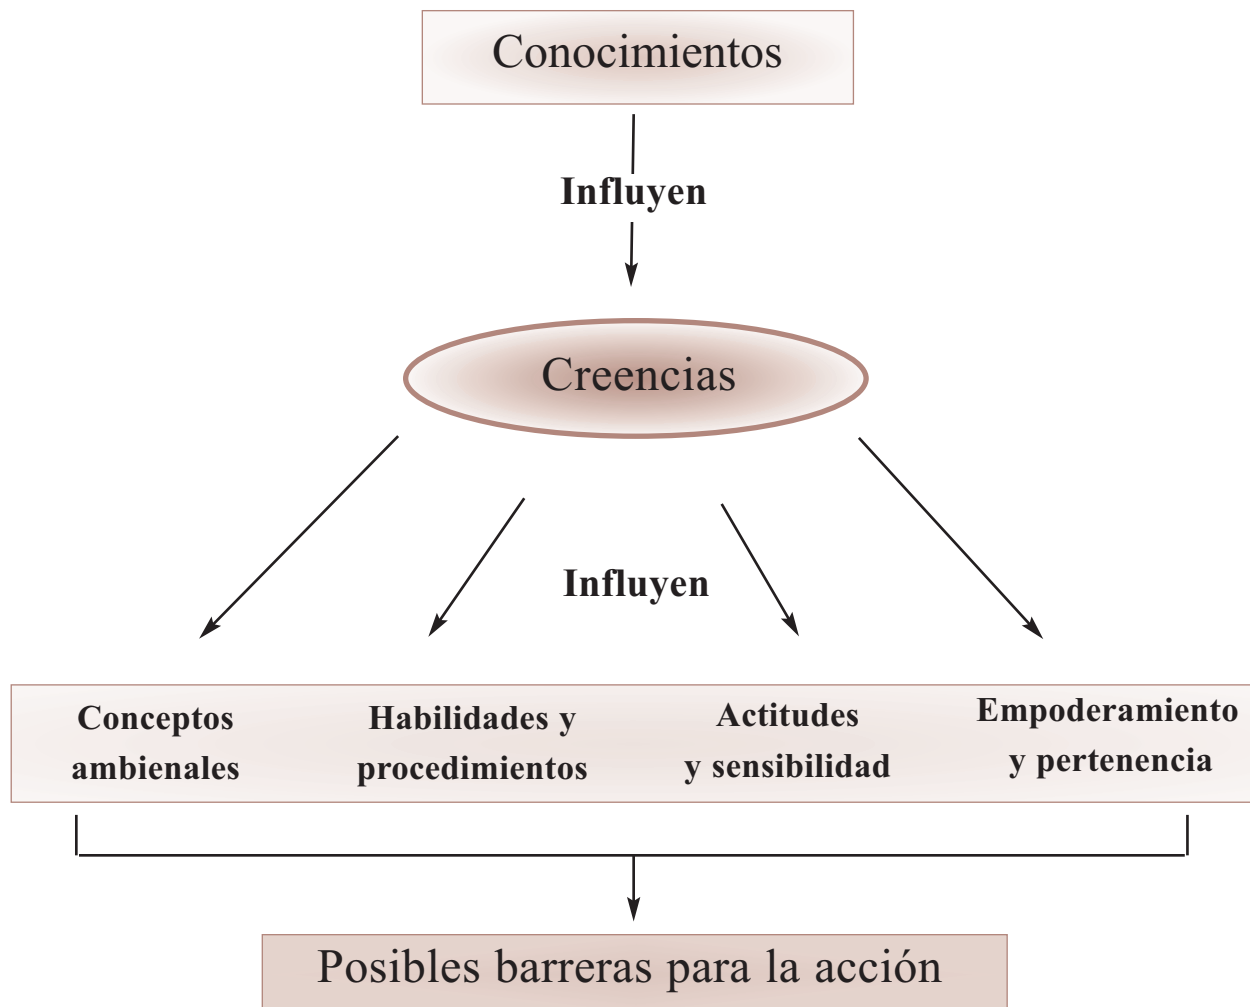 Conocimientos
Influyen
Creencias
Influyen
Conceptos
ambienales
Habilidades y
procedimientos
Actitudes
y sensibilidad
Empoderamiento
y pertenencia
Posibles barreras para la acción